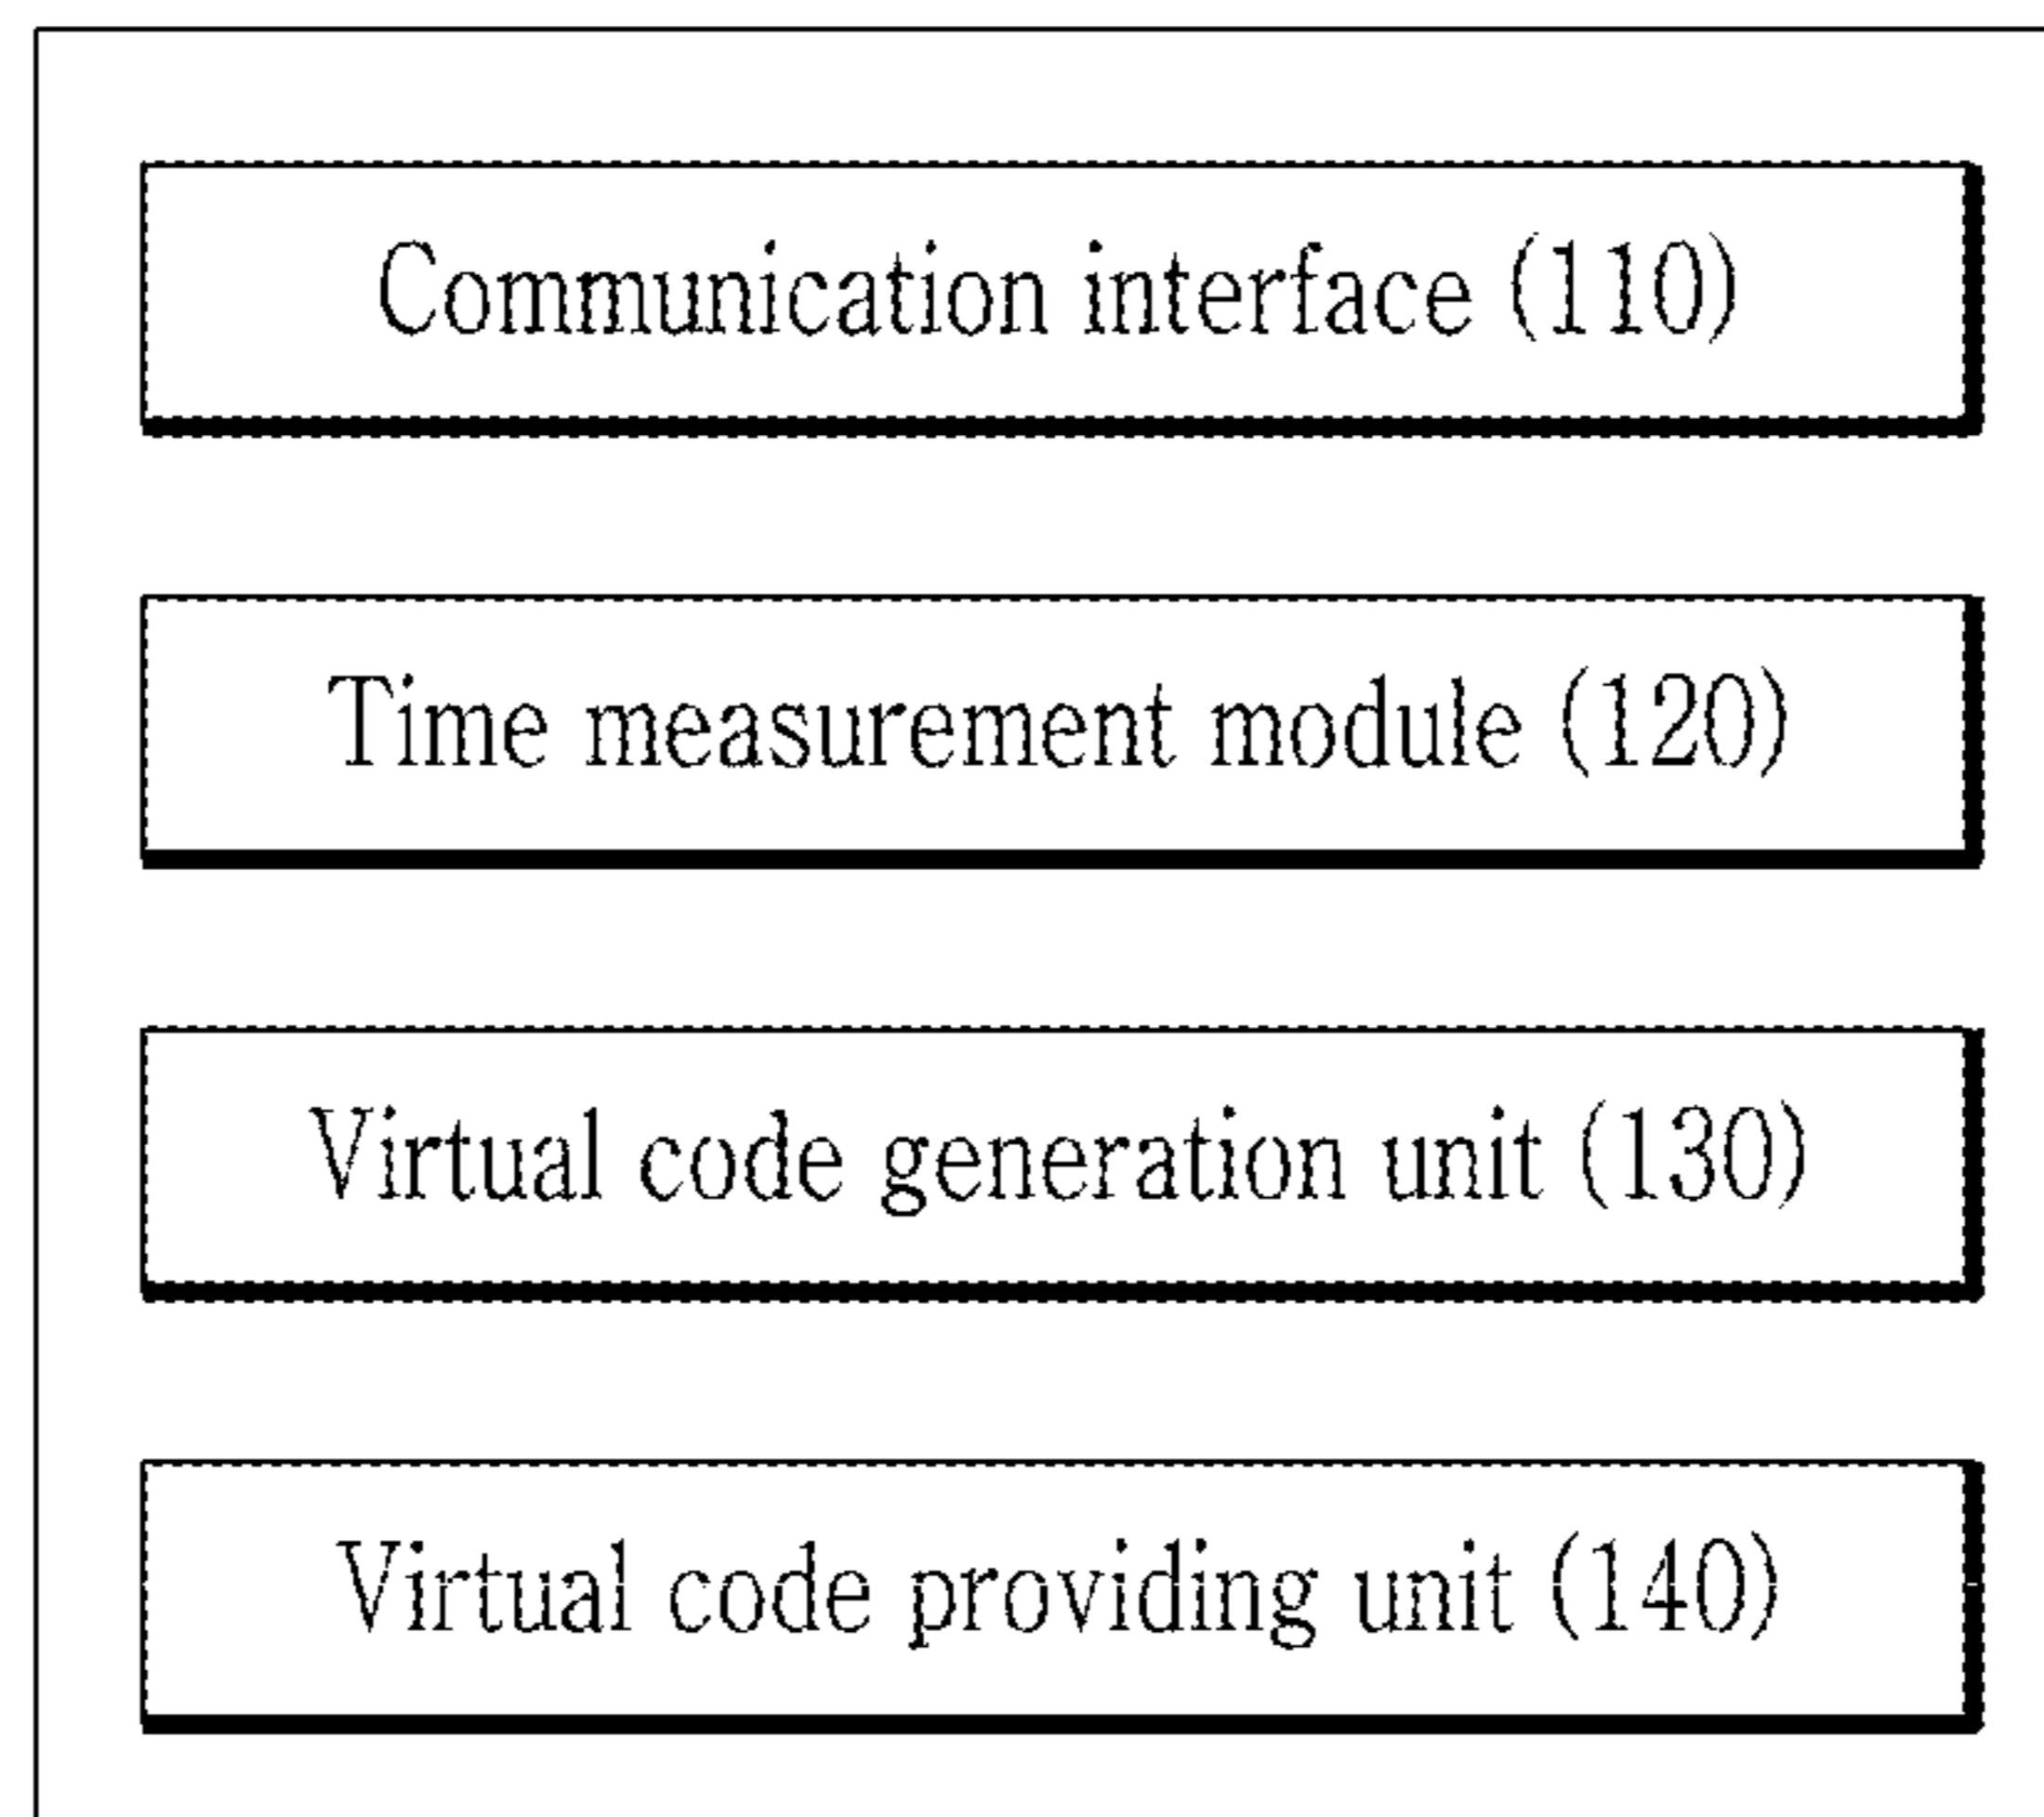 Communication interface (110)
Time measurement module (120)
Virtual code generation unit (130)
Virtual code providing unit (140)